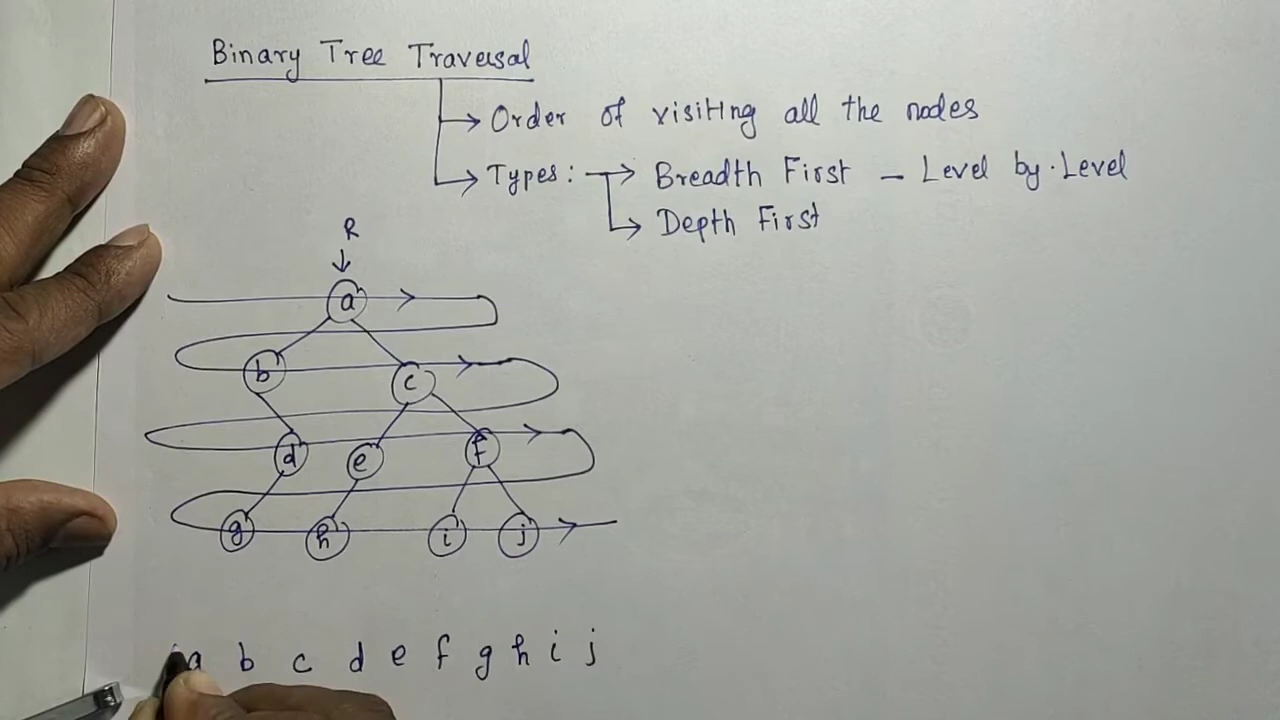 Binary Tree Traversal
→ Order of visiting all the nodes
→ Types: → Breadth First – Level by Level
→ Depth First
R
↓
a
b c
d e f
g h i j
a b c d e f g h i j